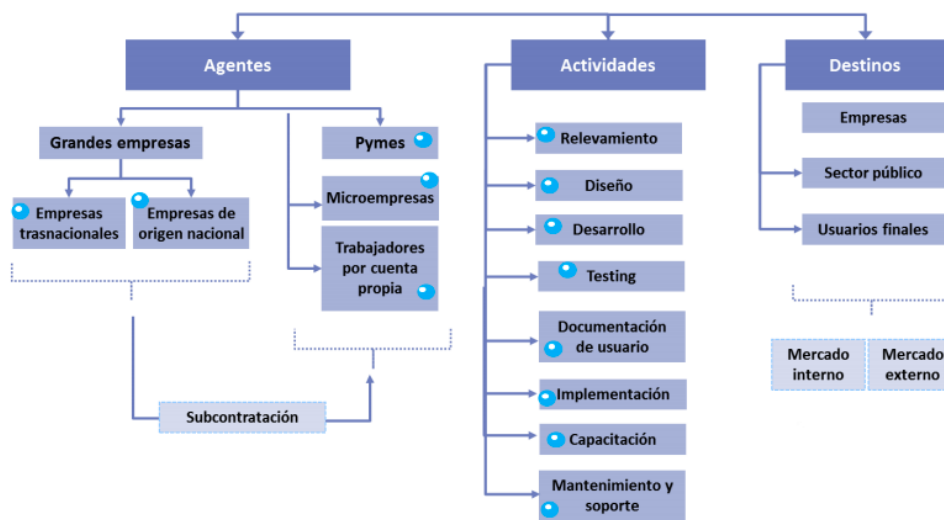 Agentes
Actividades
Destinos
Grandes empresas
Empresas
trasnacionales
Empresas de
origen nacional
Pymes
Microempresas
Trabajadores
por cuenta
propia
Subcontratación
Relevamiento
Diseño
Desarrollo
Testing
Documentación
de usuario
Implementación
Capacitación
Mantenimiento y
soporte
Empresas
Sector público
Usuarios finales
Mercado
interno
Mercado
externo